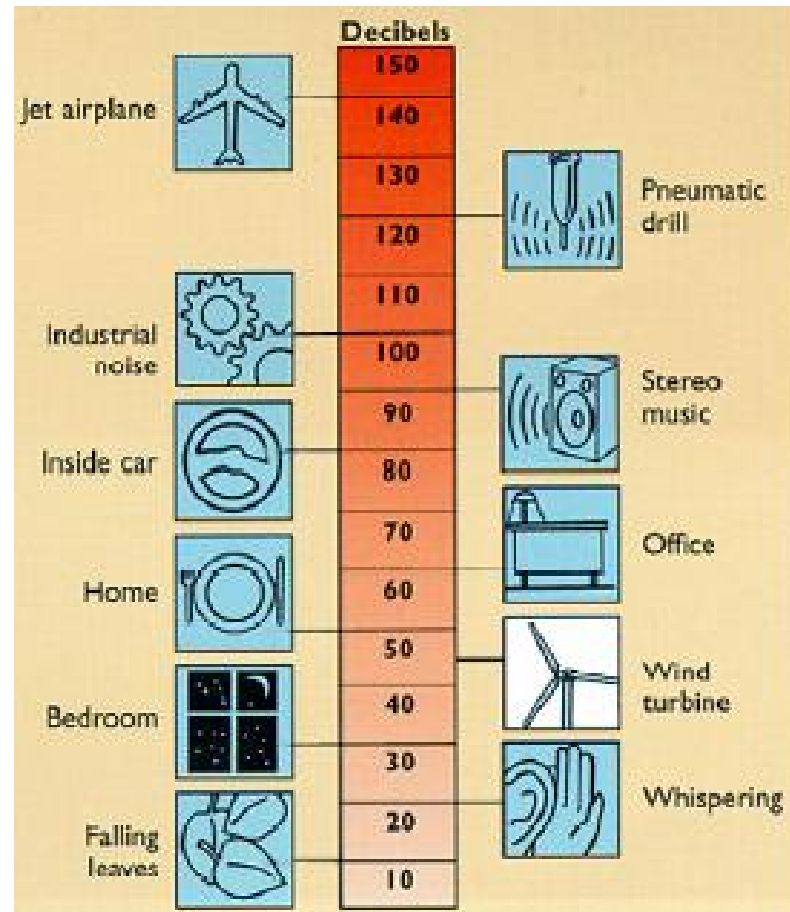 Decibels
150
Jet airplane
140
130
Pneumatic
drill
120
110
Industrial
noise
100
Stereo
music
90
Inside car
80
70
Office
60
Home
50
Wind
turbine
40
Bedroom
30
Whispering
20
Falling
leaves
10